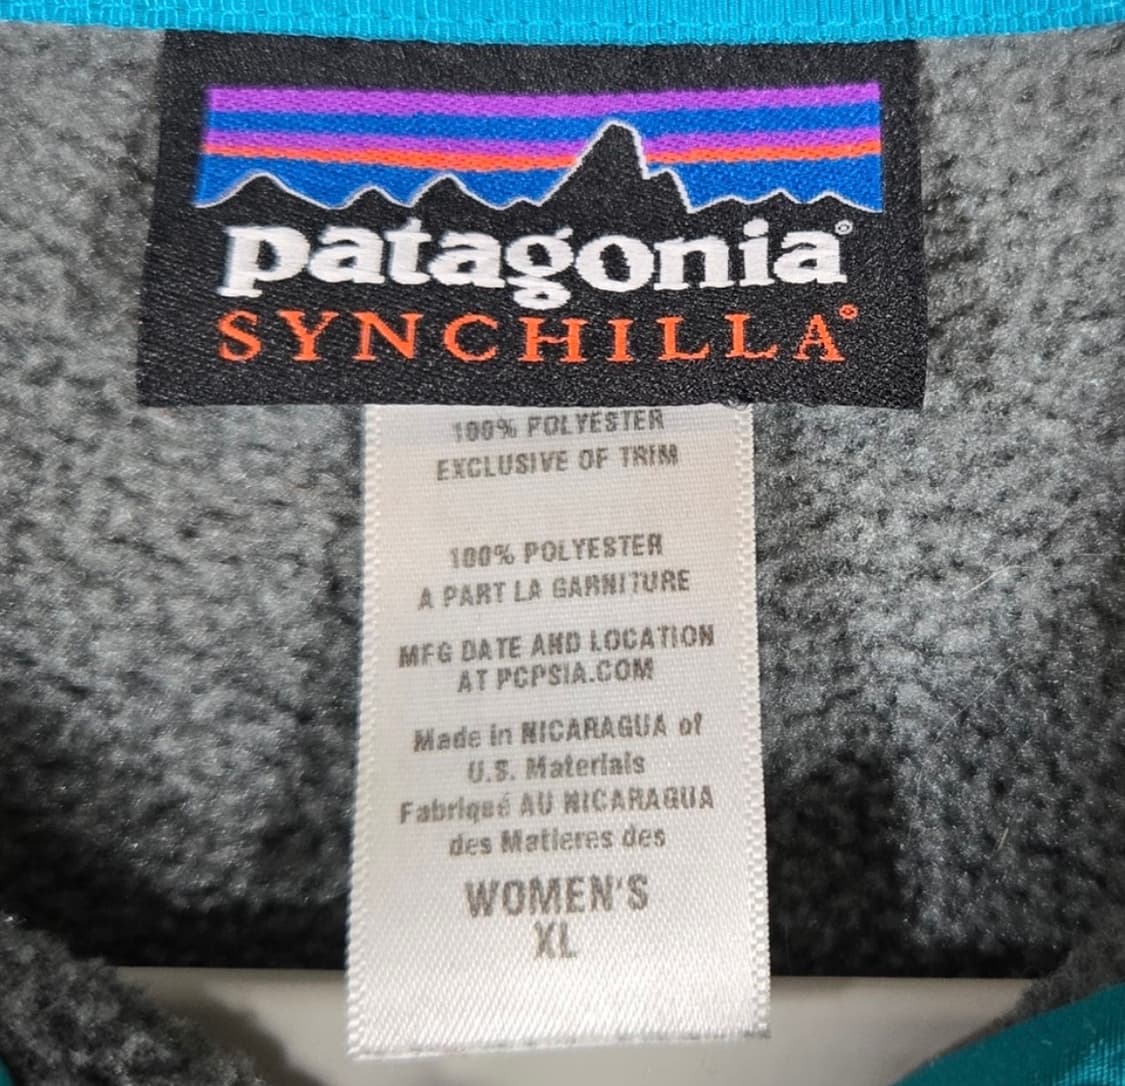 patagonia®
SYNCHILLA®
100% POLYESTER
EXCLUSIVE OF TRIM
100% POLYESTER
A PART LA GARNITURE
MFG DATE AND LOCATION
AT PCPSIA.COM
Made in NICARAGUA of
U.S. Materials
Fabriqué AU NICARAGUA
des Matieres des
WOMEN'S
XL